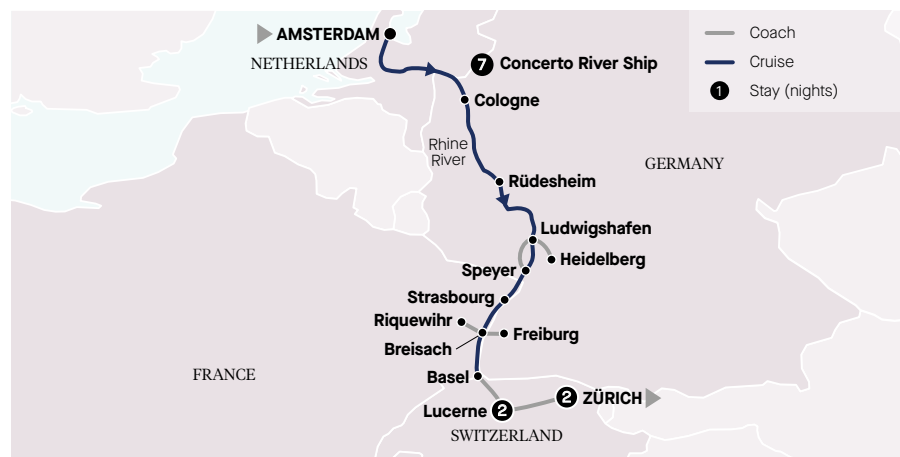 AMSTERDAM
NETHERLANDS
7 Concerto River Ship
Coach
Cruise
1 Stay (nights)
Cologne
Rhine
River
GERMANY
Rüdesheim
Ludwigshafen
Heidelberg
Speyer
Strasbourg
Riquewihr
Freiburg
Breisach
FRANCE
Basel
Lucerne 2
2 ZÜRICH
SWITZERLAND